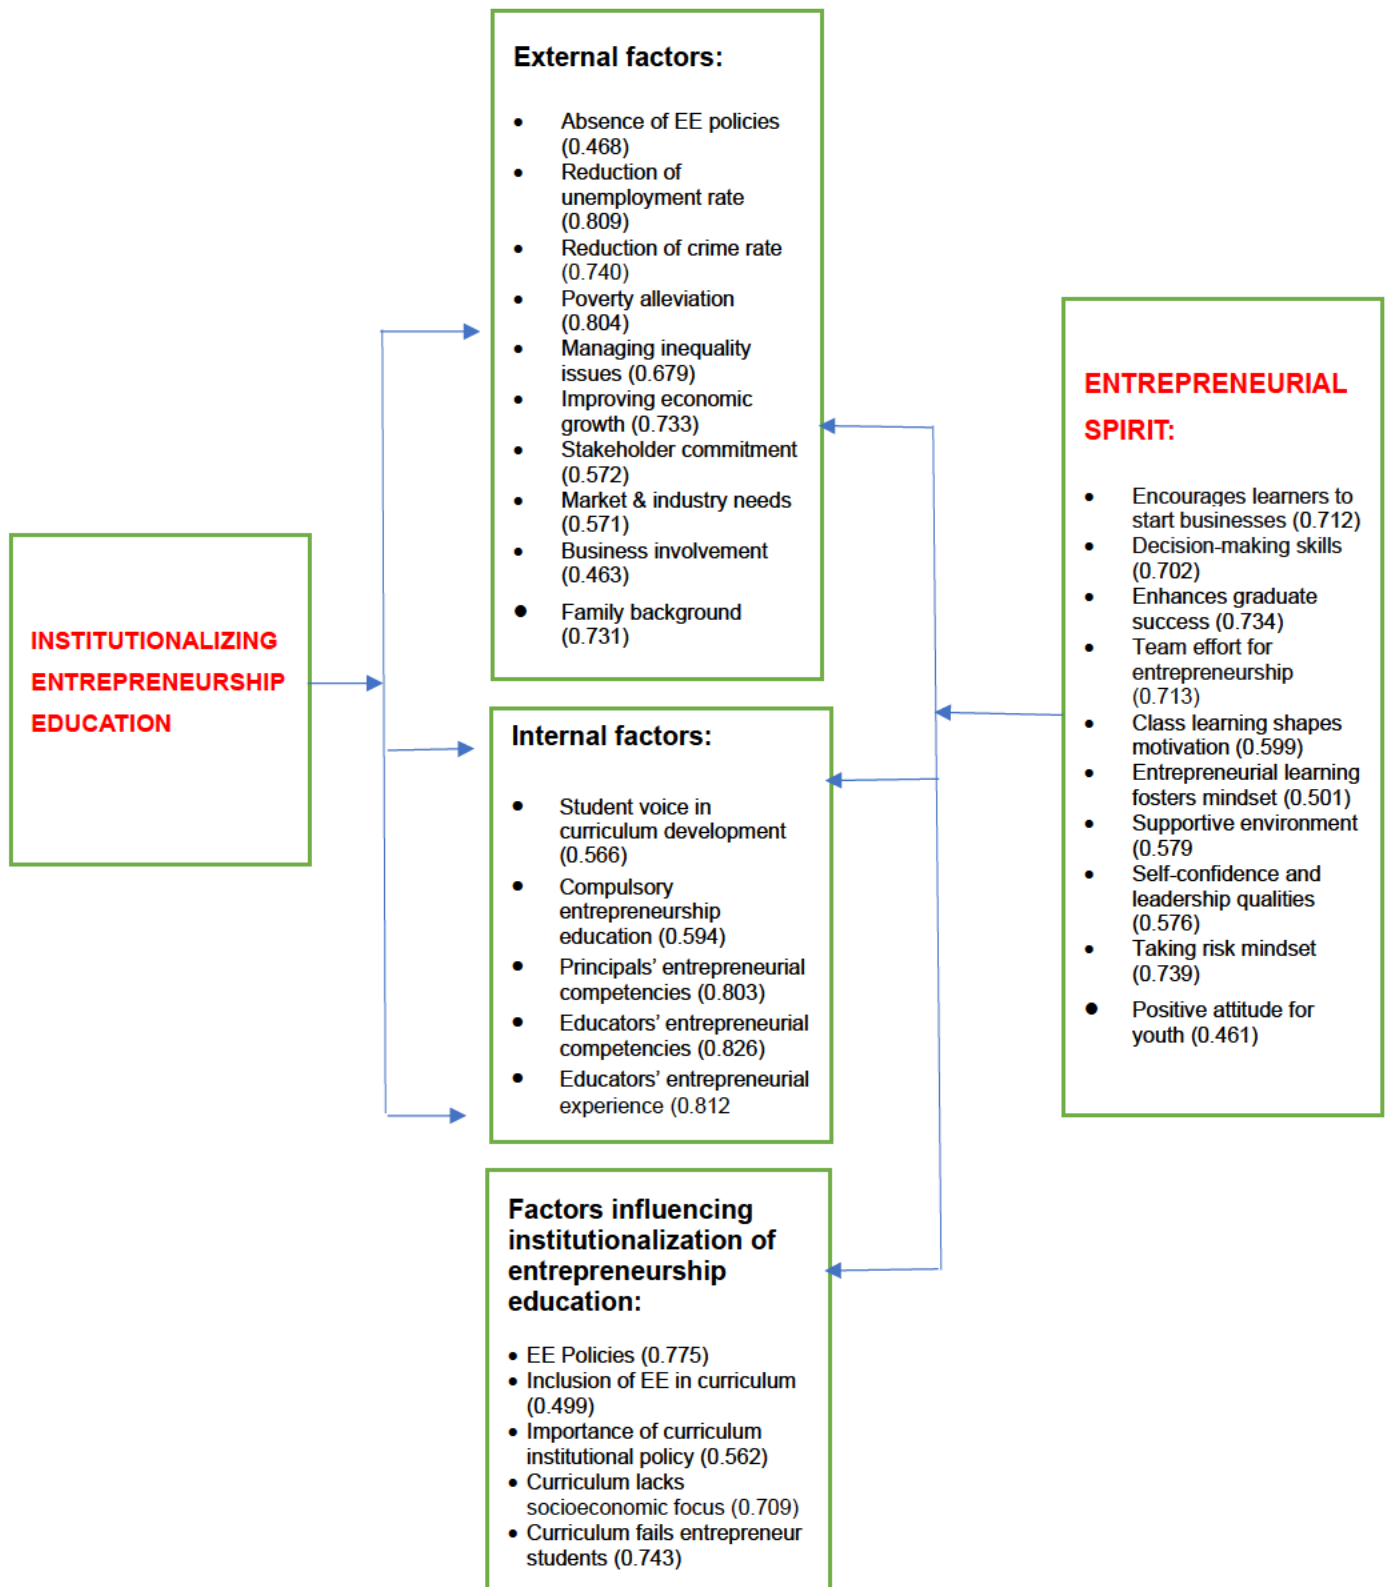 External factors:
• Absence of EE policies
(0.468)
• Reduction of
unemployment rate
(0.809)
• Reduction of crime rate
(0.740)
• Poverty alleviation
(0.804)
• Managing inequality
issues (0.679)
• Improving economic
growth (0.733)
• Stakeholder commitment
(0.572)
• Market & industry needs
(0.571)
• Business involvement
(0.463)
• Family background
(0.731)
INSTITUTIONALIZING
ENTREPRENEURSHIP
EDUCATION
Internal factors:
• Student voice in
curriculum development
(0.566)
• Compulsory
entrepreneurship
education (0.594)
• Principals’ entrepreneurial
competencies (0.803)
• Educators’ entrepreneurial
competencies (0.826)
• Educators’ entrepreneurial
experience (0.812
Factors influencing
institutionalization of
entrepreneurship
education:
• EE Policies (0.775)
• Inclusion of EE in curriculum
(0.499)
• Importance of curriculum
institutional policy (0.562)
• Curriculum lacks
socioeconomic focus (0.709)
• Curriculum fails entrepreneur
students (0.743)
ENTREPRENEURIAL
SPIRIT:
• Encourages learners to
start businesses (0.712)
• Decision-making skills
(0.702)
• Enhances graduate
success (0.734)
• Team effort for
entrepreneurship
(0.713)
• Class learning shapes
motivation (0.599)
• Entrepreneurial learning
fosters mindset (0.501)
• Supportive environment
(0.579
• Self-confidence and
leadership qualities
(0.576)
• Taking risk mindset
(0.739)
• Positive attitude for
youth (0.461)